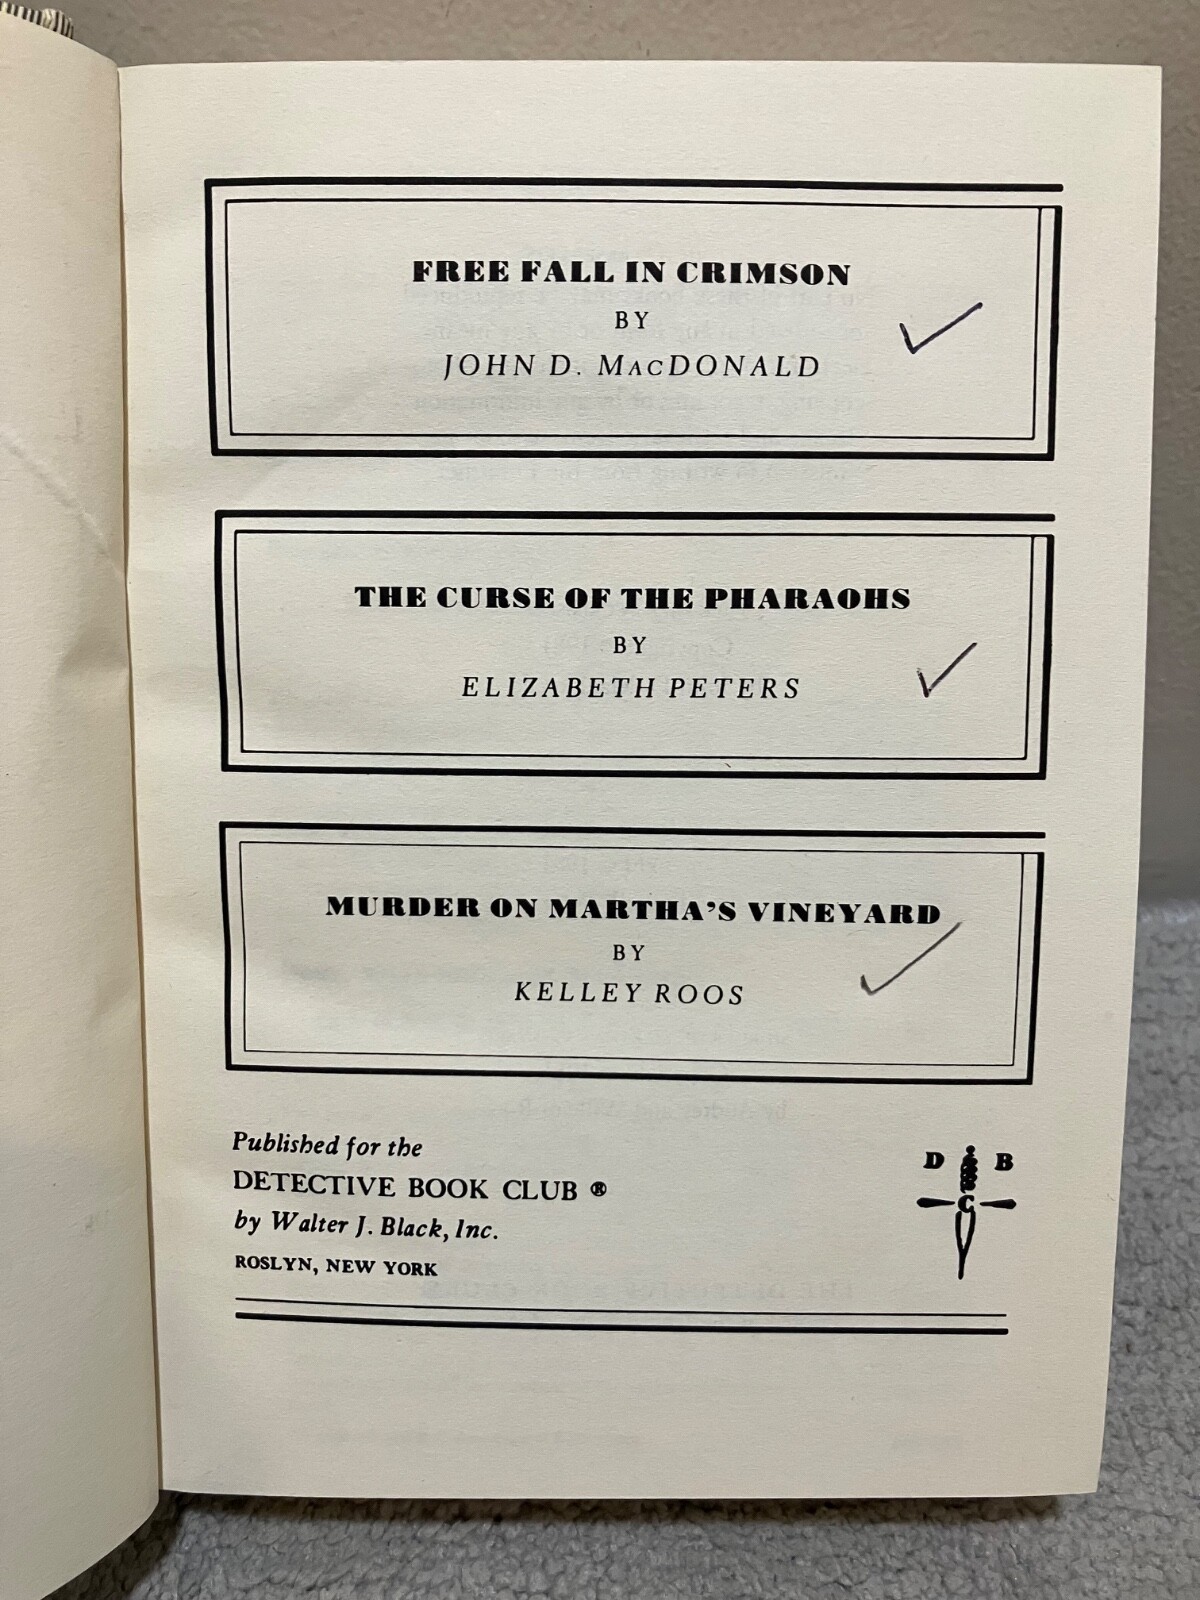 FREE FALL IN CRIMSON
BY
JOHN D. MacDONALD
THE CURSE OF THE PHARAOHS
BY
ELIZABETH PETERS
MURDER ON MARTHA'S VINEYARD
BY
KELLEY ROOS
Published for the
DETECTIVE BOOK CLUB ®
by Walter J. Black, Inc.
ROSLYN, NEW YORK
D B
C